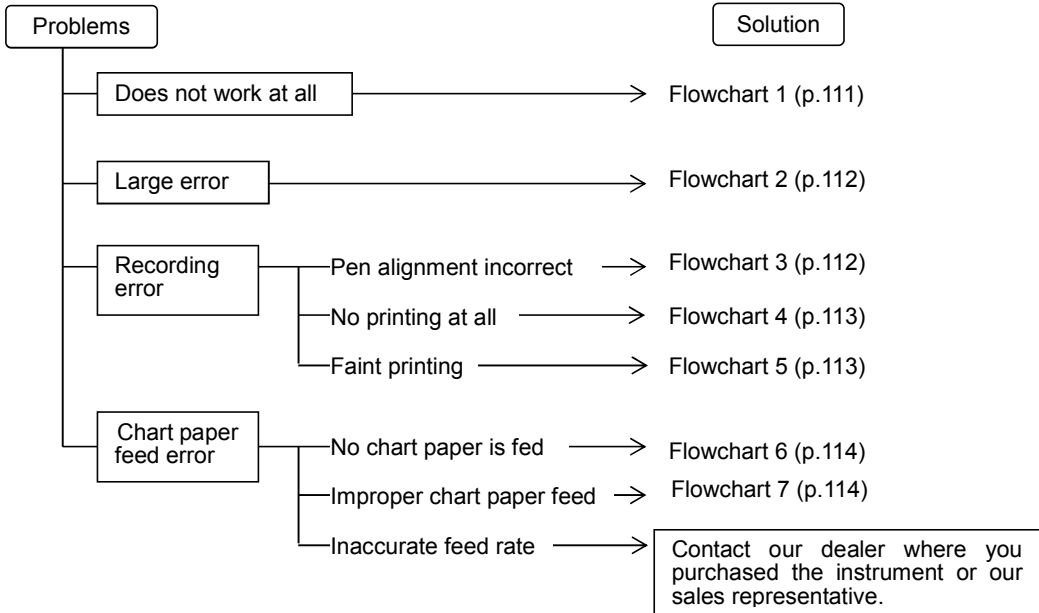 Problems
Solution
Does not work at all
Flowchart 1 (p.111)
Large error
Flowchart 2 (p.112)
Recording
error
Pen alignment incorrect
Flowchart 3 (p.112)
No printing at all
Flowchart 4 (p.113)
Faint printing
Flowchart 5 (p.113)
Chart paper
feed error
No chart paper is fed
Flowchart 6 (p.114)
Improper chart paper feed
Flowchart 7 (p.114)
Inaccurate feed rate
Contact our dealer where you
purchased the instrument or our
sales representative.